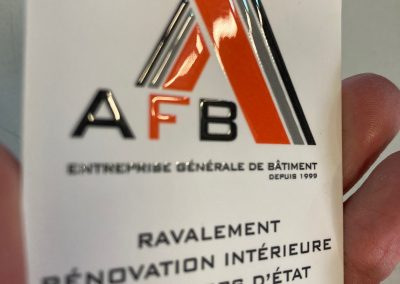 AFB
ENTREPRISE GÉNÉRALE DE BÂTIMENT
DEPUIS 1999
RAVALEMENT
RÉNOVATION INTÉRIEURE
D'ÉTAT